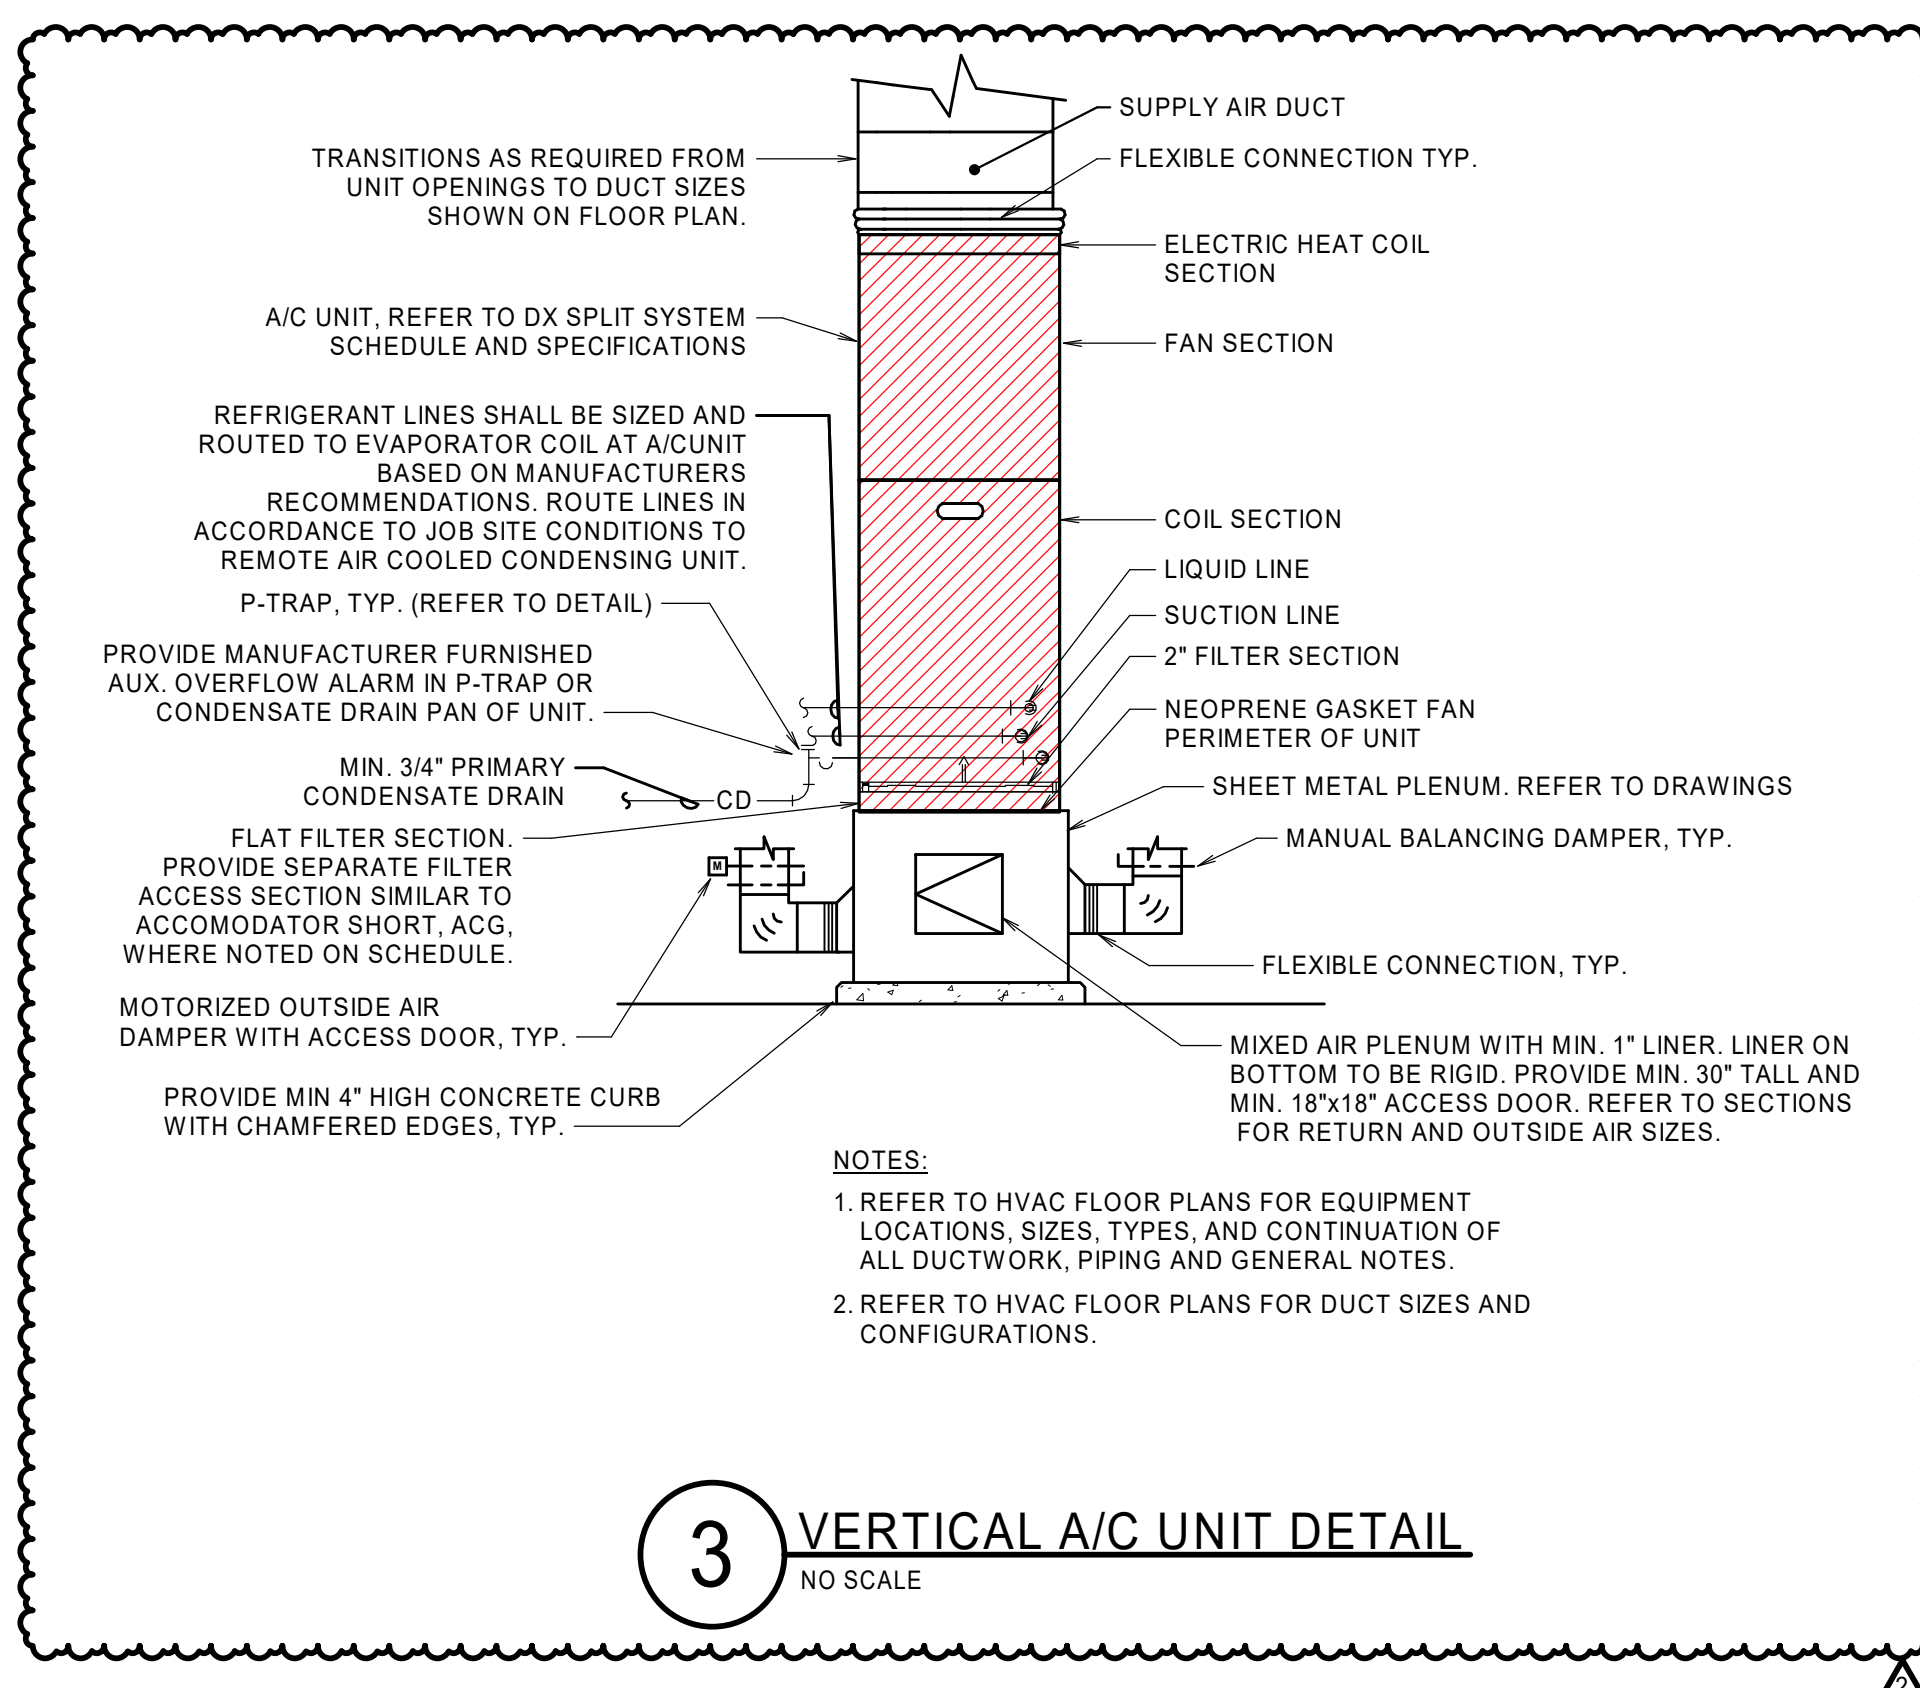 SUPPLY AIR DUCT
TRANSITIONS AS REQUIRED FROM
UNIT OPENINGS TO DUCT SIZES
SHOWN ON FLOOR PLAN.
FLEXIBLE CONNECTION TYP.
ELECTRIC HEAT COIL
SECTION
A/C UNIT, REFER TO DX SPLIT SYSTEM
SCHEDULE AND SPECIFICATIONS
FAN SECTION
REFRIGERANT LINES SHALL BE SIZED AND
ROUTED TO EVAPORATOR COIL AT A/CUNIT
BASED ON MANUFACTURERS
RECOMMENDATIONS. ROUTE LINES IN
ACCORDANCE TO JOB SITE CONDITIONS TO
REMOTE AIR COOLED CONDENSING UNIT.
COIL SECTION
LIQUID LINE
P-TRAP, TYP. (REFER TO DETAIL)
SUCTION LINE
2" FILTER SECTION
PROVIDE MANUFACTURER FURNISHED
AUX. OVERFLOW ALARM IN P-TRAP OR
CONDENSATE DRAIN PAN OF UNIT.
NEOPRENE GASKET FAN
PERIMETER OF UNIT
MIN. 3/4" PRIMARY
CONDENSATE DRAIN
CD
SHEET METAL PLENUM. REFER TO DRAWINGS
FLAT FILTER SECTION.
PROVIDE SEPARATE FILTER
ACCESS SECTION SIMILAR TO
ACCOMODATOR SHORT, ACG,
WHERE NOTED ON SCHEDULE.
M
MANUAL BALANCING DAMPER, TYP.
FLEXIBLE CONNECTION, TYP.
MOTORIZED OUTSIDE AIR
DAMPER WITH ACCESS DOOR, TYP.
MIXED AIR PLENUM WITH MIN. 1" LINER. LINER ON
BOTTOM TO BE RIGID. PROVIDE MIN. 30" TALL AND
MIN. 18"x18" ACCESS DOOR. REFER TO SECTIONS
FOR RETURN AND OUTSIDE AIR SIZES.
PROVIDE MIN 4" HIGH CONCRETE CURB
WITH CHAMFERED EDGES, TYP.
NOTES:
1. REFER TO HVAC FLOOR PLANS FOR EQUIPMENT
LOCATIONS, SIZES, TYPES, AND CONTINUATION OF
ALL DUCTWORK, PIPING AND GENERAL NOTES.
2. REFER TO HVAC FLOOR PLANS FOR DUCT SIZES AND
CONFIGURATIONS.
3
VERTICAL A/C UNIT DETAIL
NO SCALE